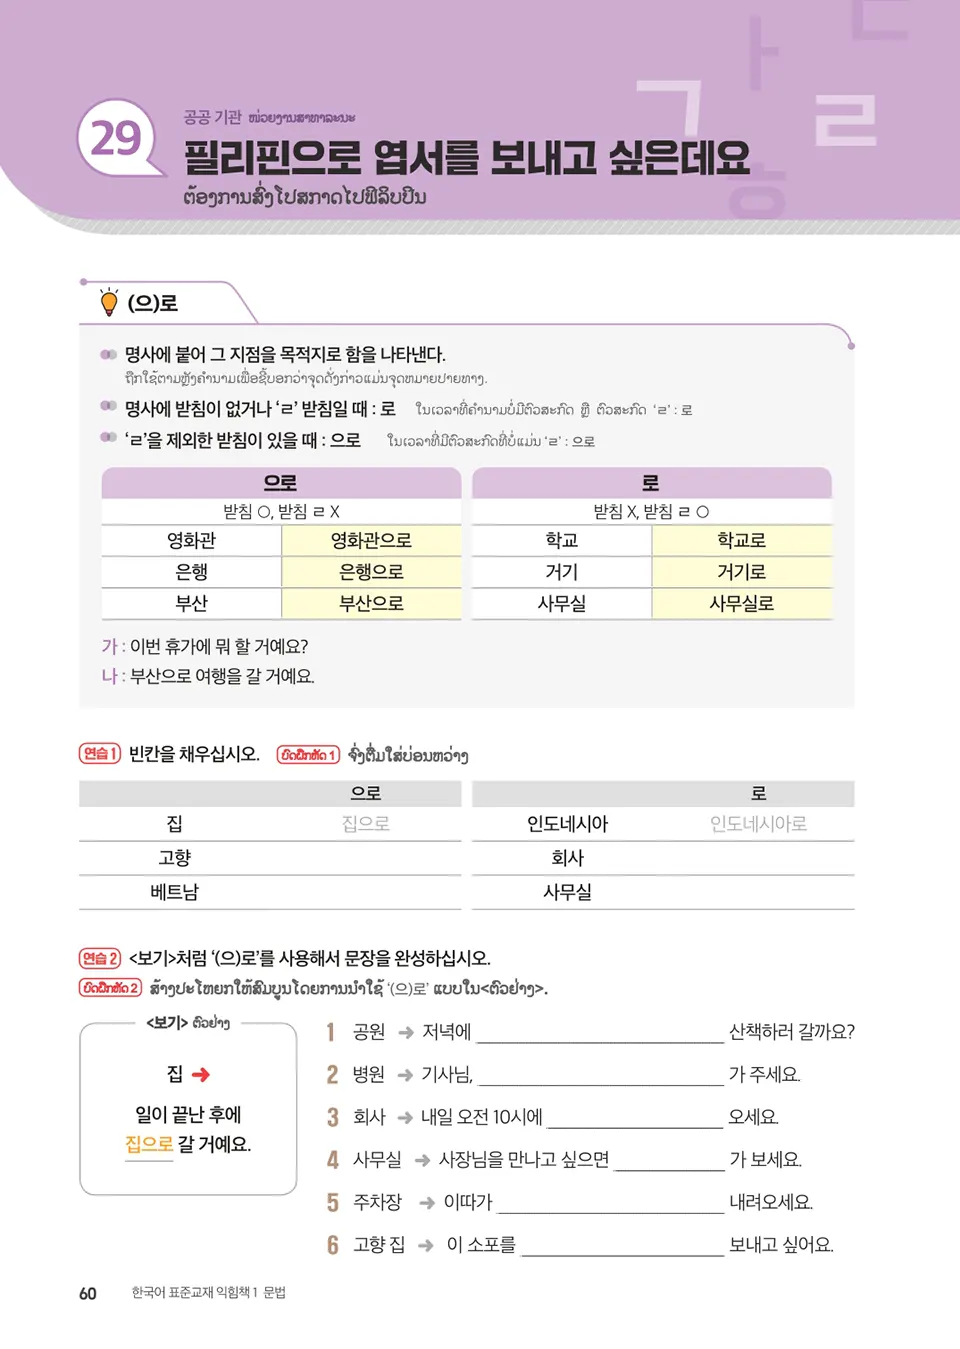 29
공공 기관 ໜ່ວຍງານສາທາລະນະ
필리핀으로 엽서를 보내고 싶은데요
ຕ້ອງການສົ່ງໂປສກາດໄປຟີລິບປິນ
(으)로
명사에 붙어 그 지점을 목적지로 함을 나타낸다.
ຖືກໃຊ້ຕາມຫຼັງຄຳນາມເພື່ອຊີ້ບອກວ່າຈຸດດັ່ງກ່າວແມ່ນຈຸດຫມາຍປາຍທາງ.
명사에 받침이 없거나 ‘ㄹ’ 받침일 때 : 로 ໃນເວລາທີ່ຄຳນາມບໍ່ມີຕົວສະກົດ ຫຼື ຕົວສະກົດ ‘ㄹ’ : 로
‘ㄹ’을 제외한 받침이 있을 때 : 으로 ໃນເວລາທີ່ມີຕົວສະກົດທີ່ບໍ່ແມ່ນ ‘ㄹ’ : 으로
으로 로
받침 ○, 받침 ㄹ X 받침 X, 받침 ㄹ ○
영화관 영화관으로 학교 학교로
은행 은행으로 거기 거기로
부산 부산으로 사무실 사무실로
가 : 이번 휴가에 뭐 할 거예요?
나 : 부산으로 여행을 갈 거예요.
연습 1 빈칸을 채우십시오. ບົດຝຶກຫັດ 1 ຈົ່ງຕື່ມໃສ່ບ່ອນຫວ່າງ
으로 로
집 집으로 인도네시아 인도네시아로
고향 회사
베트남 사무실
연습 2 <보기>처럼 ‘(으)로’를 사용해서 문장을 완성하십시오.
ບົດຝຶກຫັດ 2 ສ້າງປະໂຫຍກໃຫ້ສົມບູນໂດຍການນຳໃຊ້ ‘(으)로’ ແບບໃນ<ຕົວຢ່າງ>.
<보기> ຕົວຢ່າງ
집 ➔
일이 끝난 후에
집으로 갈 거예요.
1 공원 ➔ 저녁에 ____ 산책하러 갈까요?
2 병원 ➔ 기사님, ____ 가 주세요.
3 회사 ➔ 내일 오전 10시에 ____ 오세요.
4 사무실 ➔ 사장님을 만나고 싶으면 ____ 가 보세요.
5 주차장 ➔ 이따가 ____ 내려오세요.
6 고향 집 ➔ 이 소포를 ____ 보내고 싶어요.
60 한국어 표준교재 익힘책 1 문법